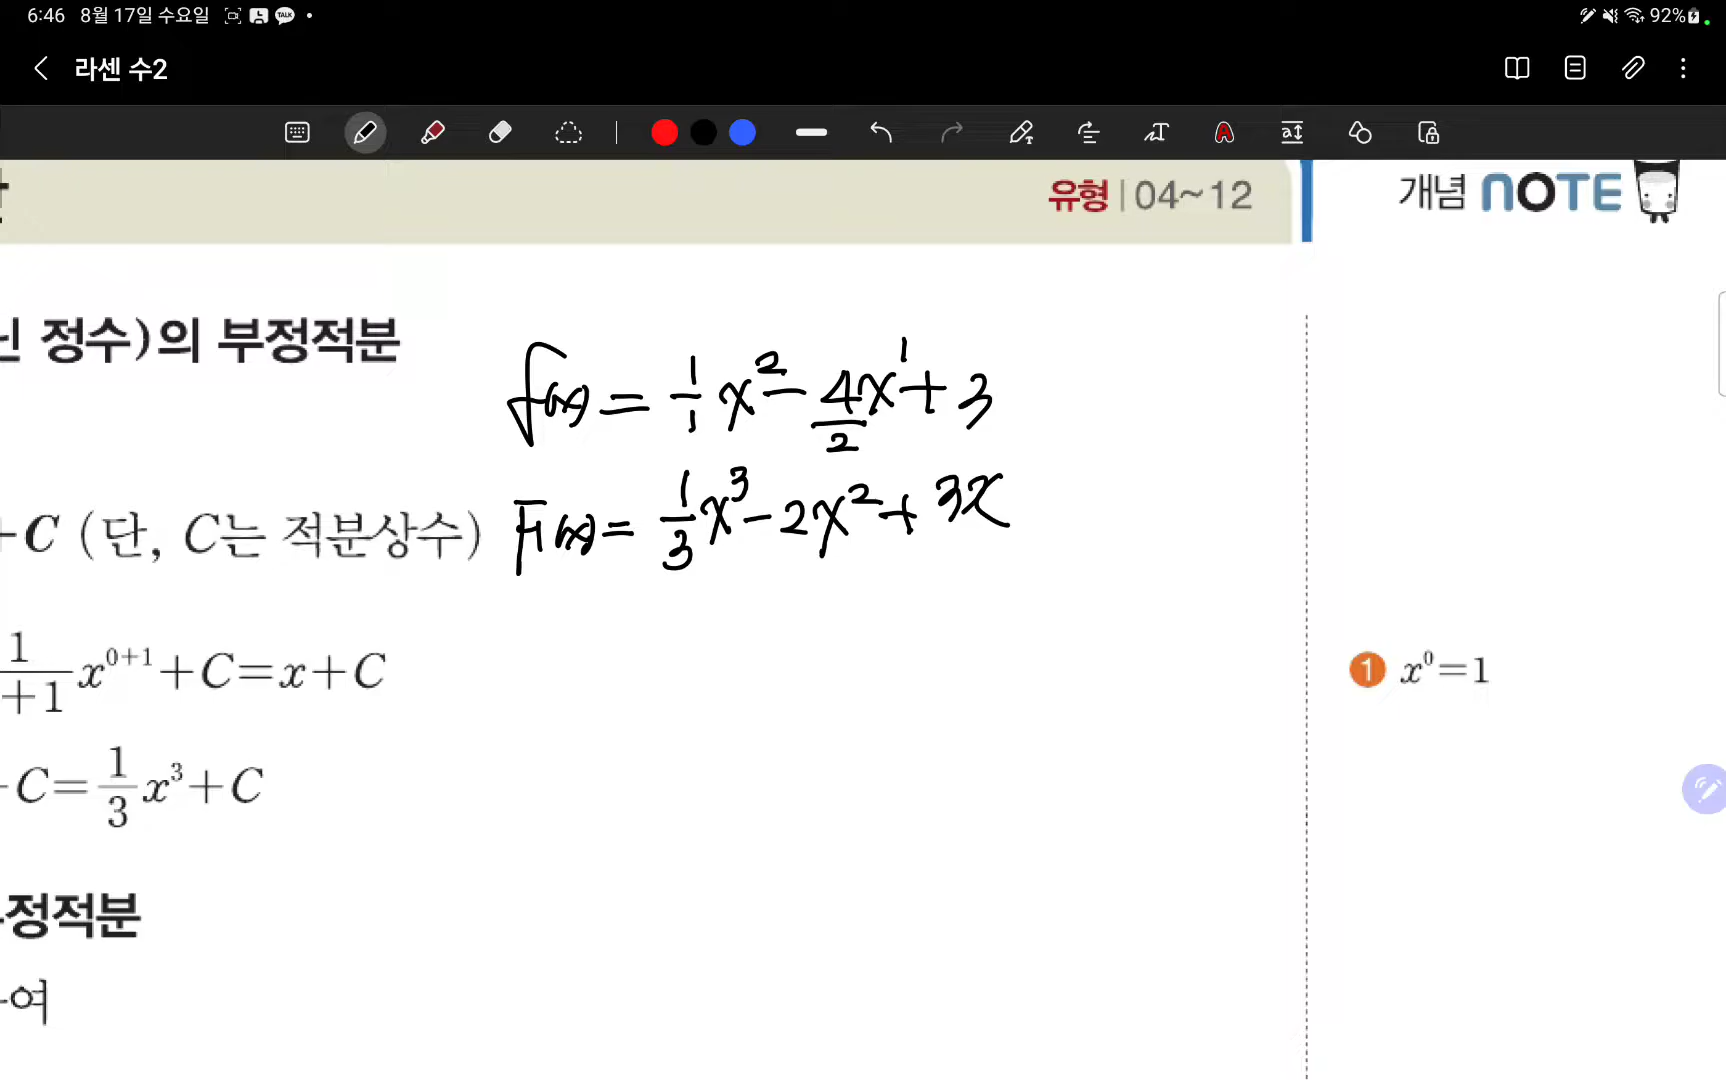 6:46 8월 17일 수요일 TALK 92%
라센 수2
유형 | 04~12
개념 NOTE
정수)의 부정적분
f(x) = 1/1 x² - 4/2 x¹ + 3
+C (단, C는 적분상수)
F(x) = 1/3 x³ - 2x² + 3x
1/+1 x⁰⁺¹ + C = x + C
1 x⁰ = 1
C = 1/3 x³ + C
정적분
여